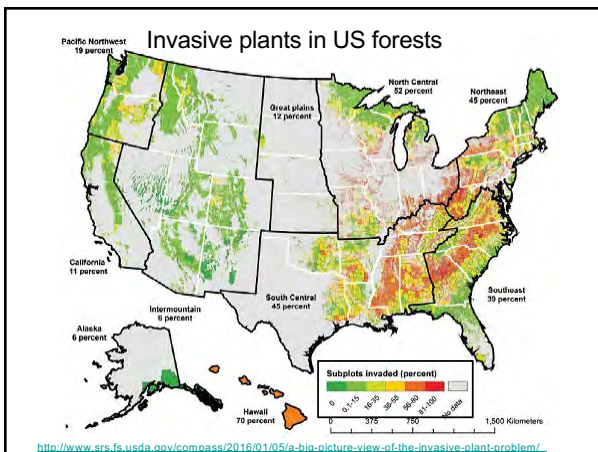 Invasive plants in US forests
Pacific Northwest
19 percent
North Central
52 percent
Northeast
45 percent
Great plains
12 percent
California
11 percent
Intermountain
6 percent
South Central
45 percent
Southeast
39 percent
Alaska
6 percent
Hawaii
70 percent
Subplots invaded (percent)
0
0.1-15
16-35
36-55
56-80
81-100
No data
0 375 750 1,500 Kilometers
http://www.srs.fs.usda.gov/compass/2016/01/05/a-big-picture-view-of-the-invasive-plant-problem/